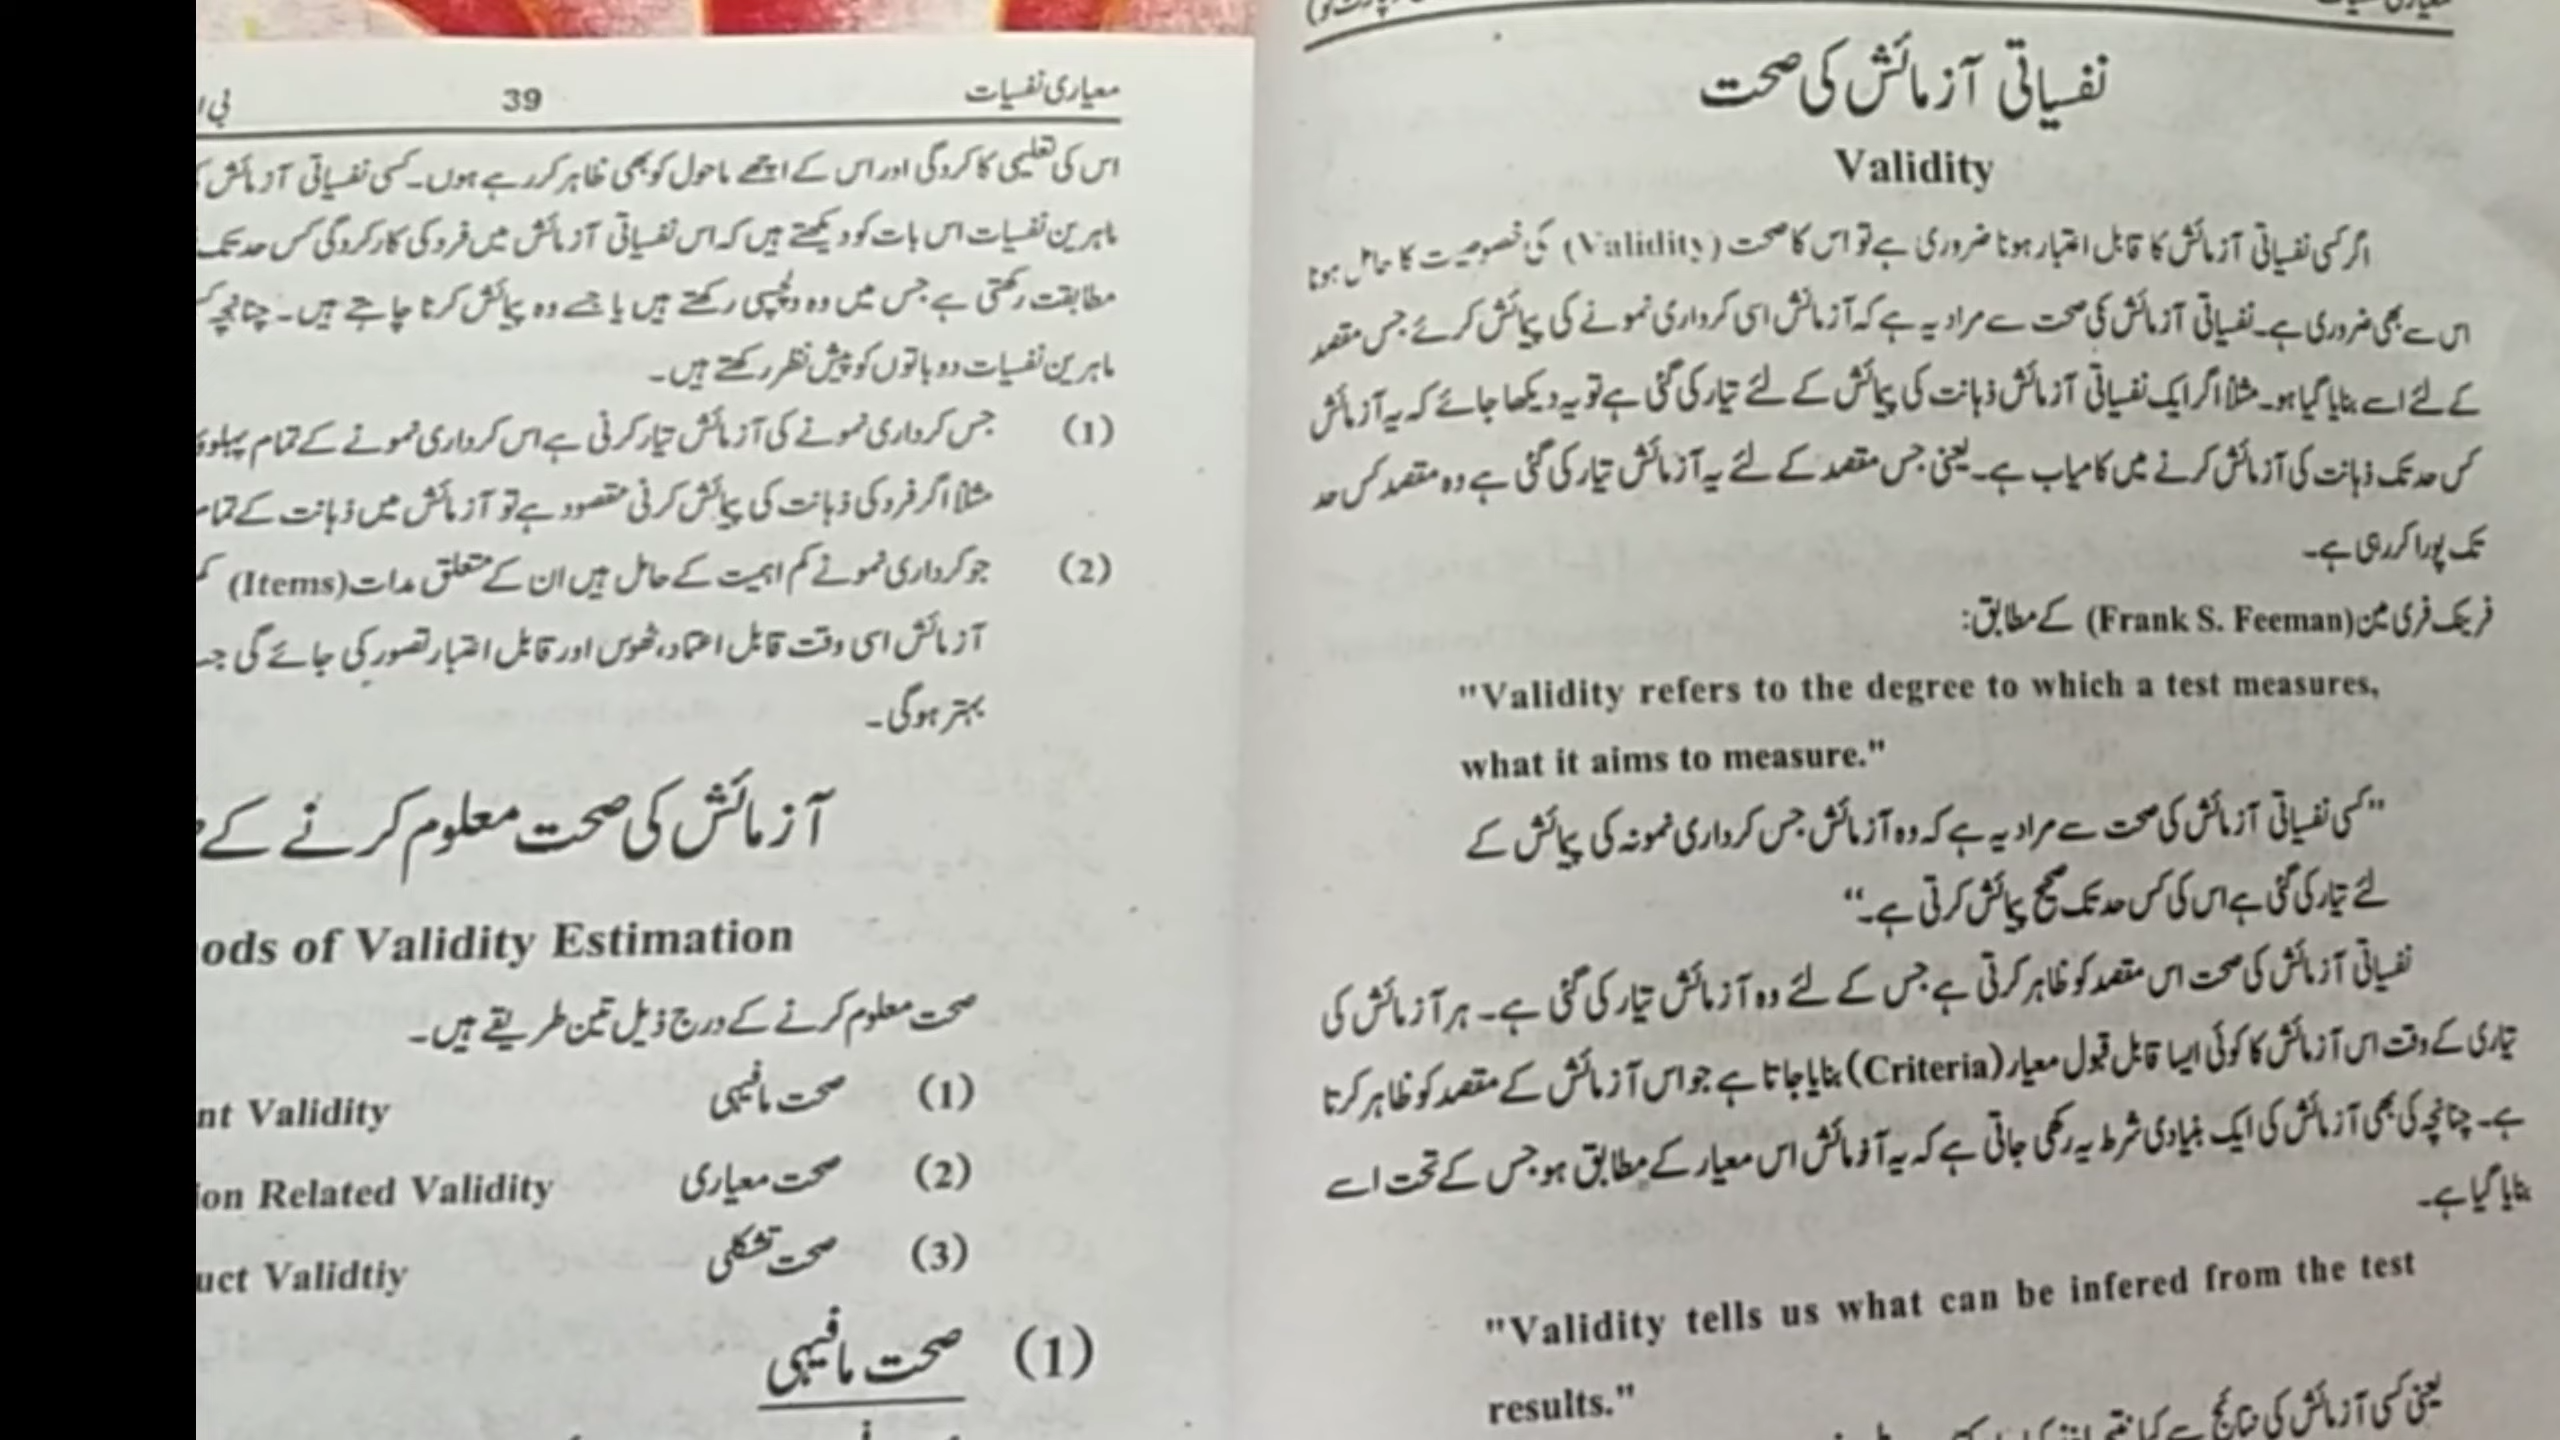 معیاری نفسیات
نفسیاتی آزمائش کی صحت
Validity
اگر کسی نفسیاتی آزمائش کا قابل اعتبار ہونا ضروری ہے تو اس کا صحت (Validity) کی خصوصیت کا حامل ہونا
اس سے بھی ضروری ہے۔ نفسیاتی آزمائش کی صحت سے مراد یہ ہے کہ آزمائش اسی کرداری نمونے کی پیمائش کرئے جس مقصد
کے لئے اسے بنایا گیا ہو۔ مثلاً اگر ایک نفسیاتی آزمائش ذہانت کی پیمائش کے لئے تیار کی گئی ہے تو یہ دیکھا جائے کہ یہ آزمائش
کس حد تک ذہانت کی آزمائش کرنے میں کامیاب ہے۔ یعنی جس مقصد کے لئے یہ آزمائش تیار کی گئی ہے وہ مقصد کس حد
تک پورا کر رہی ہے۔
فرینک فری مین (Frank S. Feeman) کے مطابق:
"Validity refers to the degree to which a test measures,
what it aims to measure."
”کسی نفسیاتی آزمائش کی صحت سے مراد یہ ہے کہ وہ آزمائش جس کرداری نمونہ کی پیمائش کے
لئے تیار کی گئی ہے اس کی کس حد تک صحیح پیمائش کرتی ہے۔“
نفسیاتی آزمائش کی صحت اس مقصد کو ظاہر کرتی ہے جس کے لئے وہ آزمائش تیار کی گئی ہے۔ ہر آزمائش کی
تیاری کے وقت اس آزمائش کا کوئی ایسا قابل قبول معیار (Criteria) بنایا جاتا ہے جو اس آزمائش کے مقصد کو ظاہر کرتا
ہے۔ چنانچہ کی بھی آزمائش کی ایک بنیادی شرط یہ رکھی جاتی ہے کہ یہ آزمائش اس معیار کے مطابق ہو جس کے تحت اسے
بنایا گیا ہے۔
"Validity tells us what can be infered from the test
results."
یعنی کسی آزمائش کی نتائج سے کیا
معیاری نفسیات 39 بی ا
اس کی تعلیمی کارکردگی اور اس کے اچھے ماحول کو بھی ظاہر کر رہے ہوں۔ کسی نفسیاتی آزمائش
ماہرین نفسیات اس بات کو دیکھتے ہیں کہ اس نفسیاتی آزمائش میں فرد کی کارکردگی کس حد تک
مطابقت رکھتی ہے جس میں وہ دلچسپی رکھتے ہیں یا جسے وہ پیمائش کرنا چاہتے ہیں۔ چنانچہ
ماہرین نفسیات دو باتوں کو پیش نظر رکھتے ہیں۔
(1) جس کرداری نمونے کی آزمائش تیار کرنی ہے اس کرداری نمونے کے تمام
مثلاً اگر فرد کی ذہانت کی پیمائش کرنی مقصود ہے تو آزمائش میں ذہانت کے تمام
(2) جو کرداری نمونے کم اہمیت کے حامل ہیں ان کے متعلق مدات (Items)
آزمائش اسی وقت قابل اعتماد، ٹھوس اور قابل اعتبار تصور کی جائے گی
بہتر ہوگی۔
آزمائش کی صحت معلوم کرنے کے
ods of Validity Estimation
صحت معلوم کرنے کے درج ذیل تین طریقے ہیں۔
(1) صحت مافیہی nt Validity
(2) صحت معیاری ion Related Validity
(3) صحت تشکلی uct Validtiy
(1) صحت مافیہی